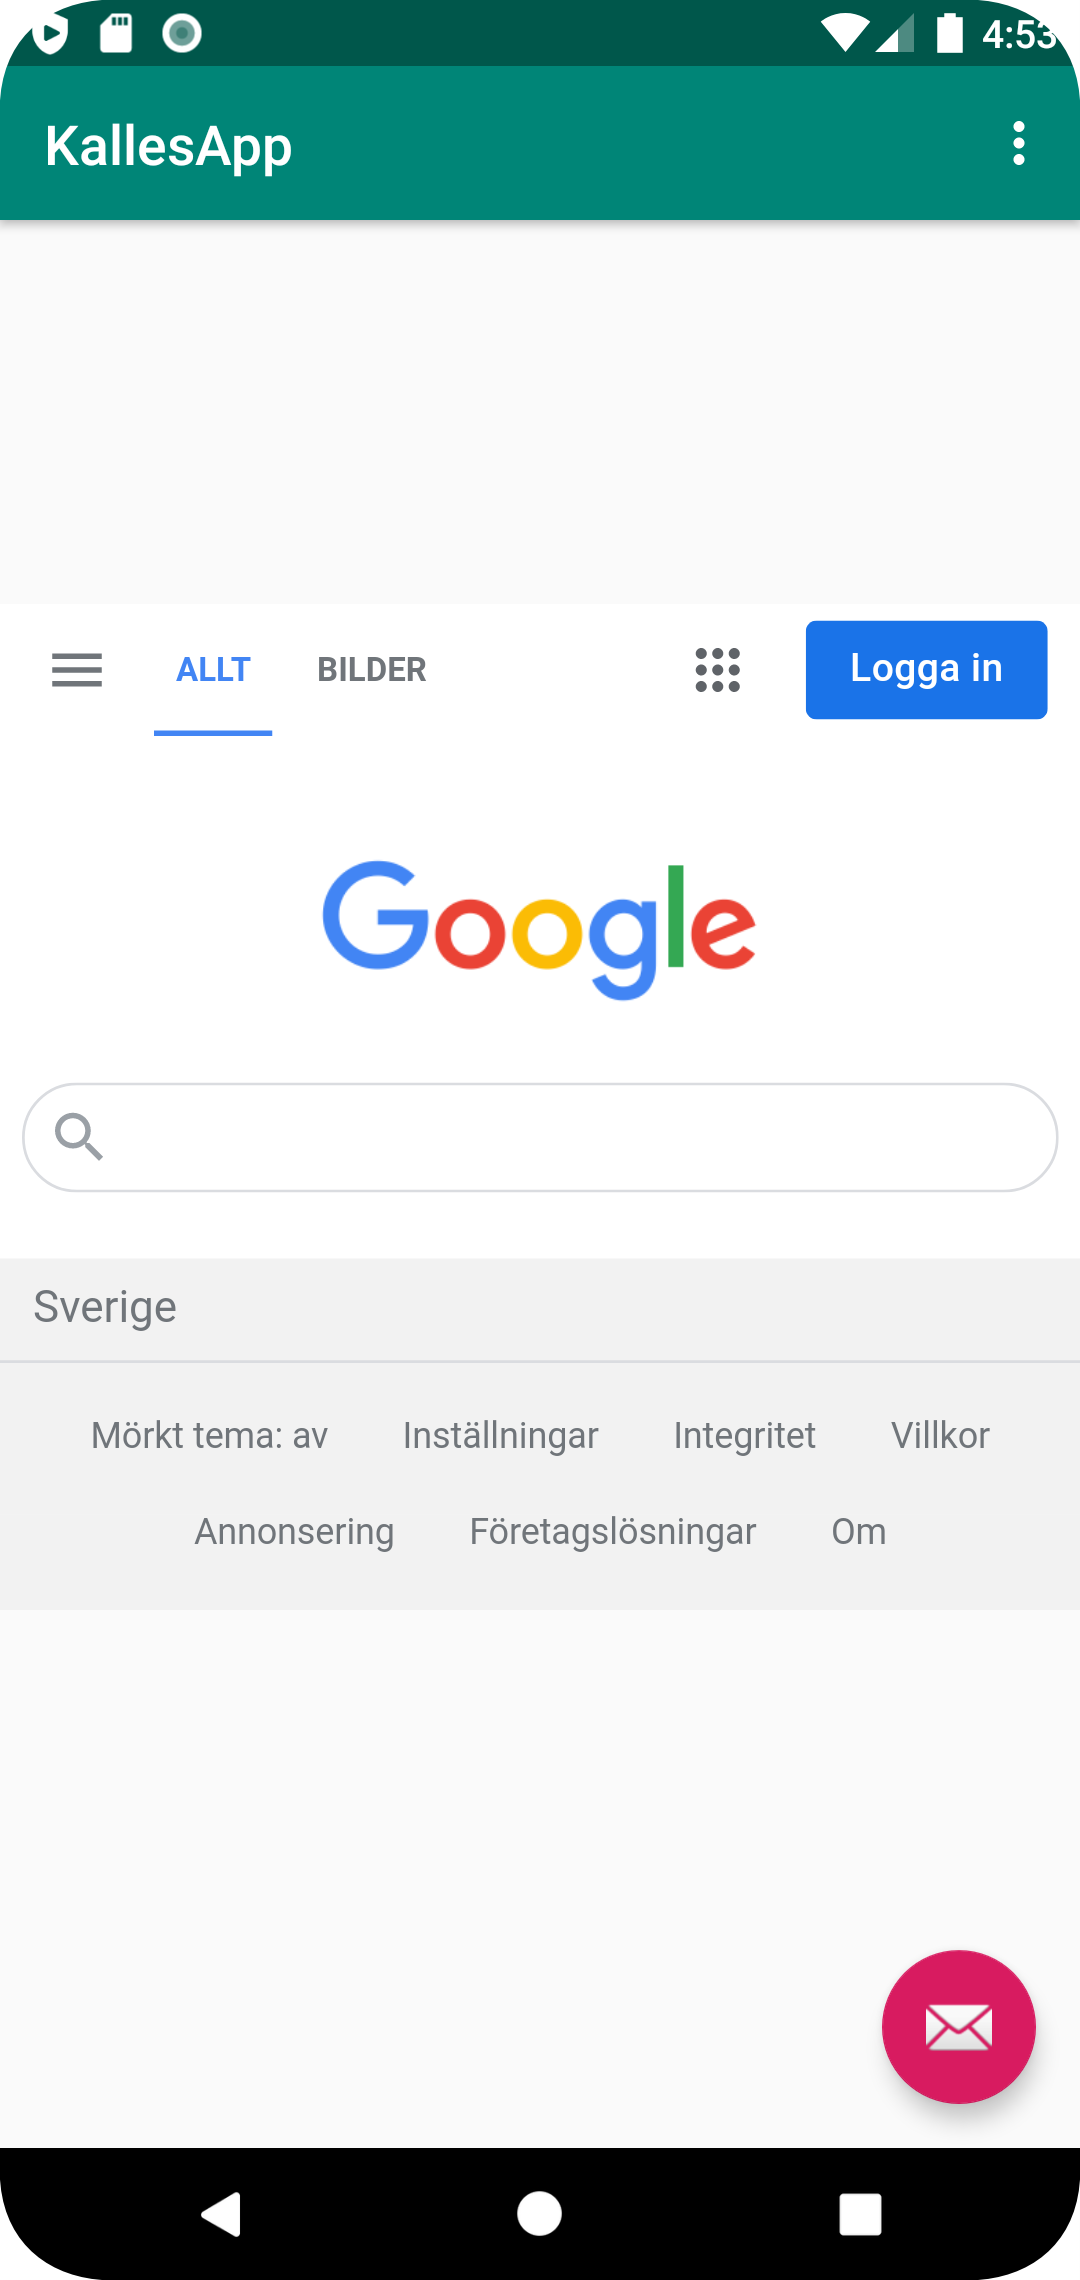 4:53
KallesApp
ALLT BILDER Logga in
Google
Sverige
Mörkt tema: av Inställningar Integritet Villkor
Annonsering Företagslösningar Om